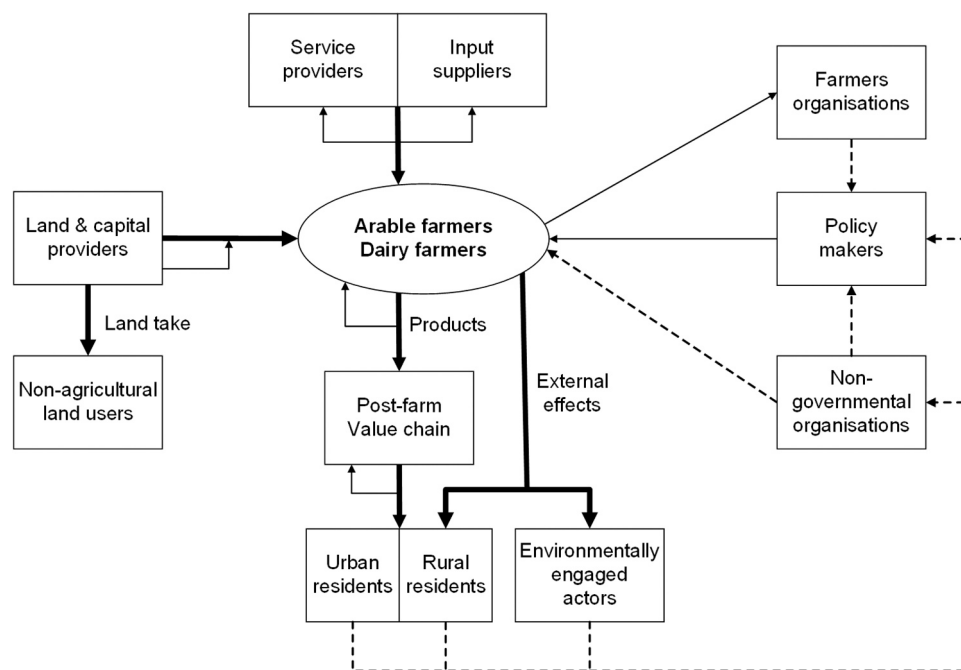 Service
providers
Input
suppliers
Farmers
organisations
Land & capital
providers
Arable farmers
Dairy farmers
Policy
makers
Land take
Products
Non-agricultural
land users
Post-farm
Value chain
External
effects
Non-
governmental
organisations
Urban
residents
Rural
residents
Environmentally
engaged
actors